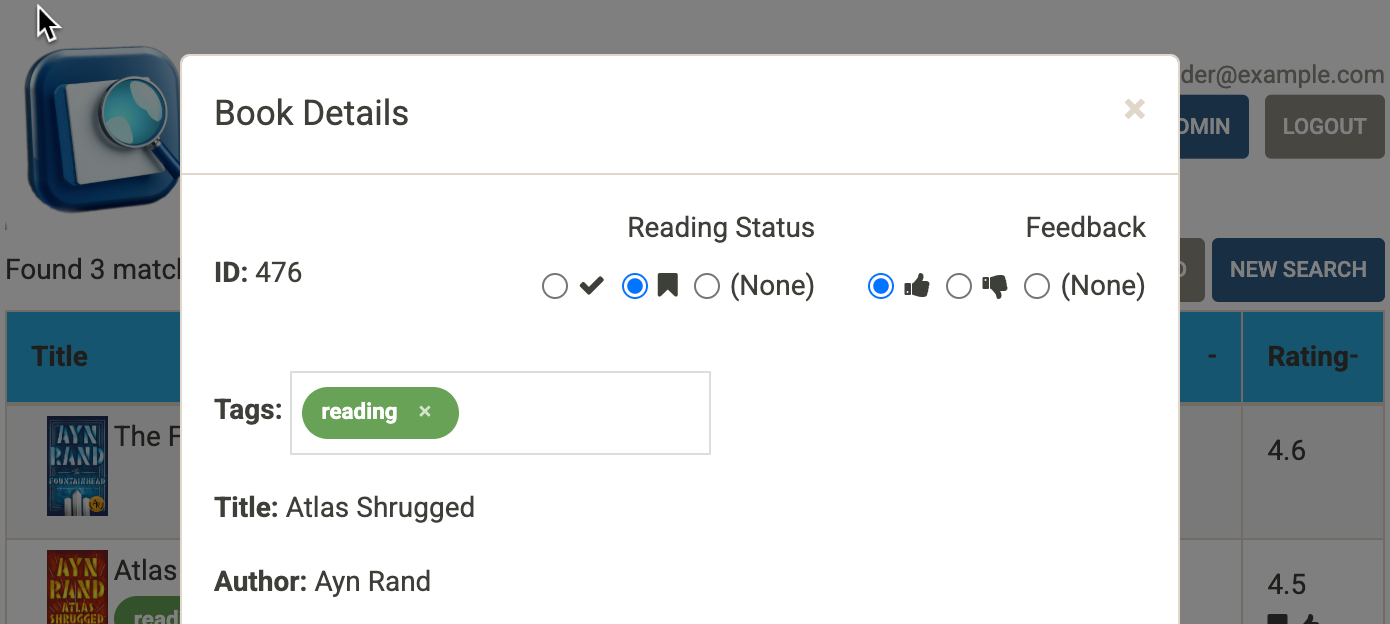 der@example.com
Book Details
×
DMIN
LOGOUT
Reading Status
Feedback
Found 3 matc
ID: 476
(None)
(None)
NEW SEARCH
Title
-
Rating-
Tags: reading ×
AYN
RAND
The F
FOUNTAINHEAD
4.6
Title: Atlas Shrugged
AYN
RAND
ATLAS
SHRUGGED
Atlas
4.5
Author: Ayn Rand
read